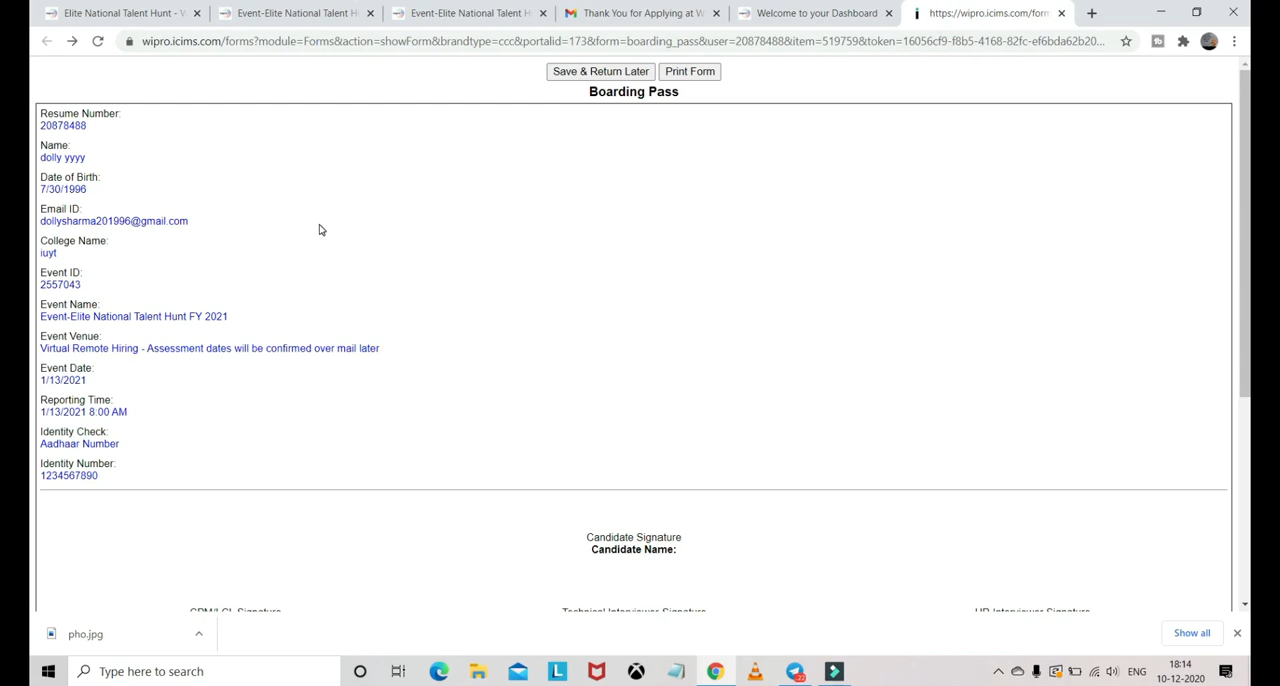 Elite National Talent Hunt - W
Event-Elite National Talent H
Event-Elite National Talent H
Thank You for Applying at W
Welcome to your Dashboard
https://wipro.icims.com/form
wipro.icims.com/forms?module=Forms&action=showForm&brandtype=ccc&portalid=173&form=boarding_pass&user=20878488&item=519759&token=16056cf9-f8b5-4168-82fc-ef6bda62b20...
Save & Return Later
Print Form
Boarding Pass
Resume Number:
20878488
Name:
dolly yyyy
Date of Birth:
7/30/1996
Email ID:
dollysharma201996@gmail.com
College Name:
iuyt
Event ID:
2557043
Event Name:
Event-Elite National Talent Hunt FY 2021
Event Venue:
Virtual Remote Hiring - Assessment dates will be confirmed over mail later
Event Date:
1/13/2021
Reporting Time:
1/13/2021 8:00 AM
Identity Check:
Aadhaar Number
Identity Number:
1234567890
Candidate Signature
Candidate Name:
Technical Interviewer Signature
HR Interviewer Signature
pho.jpg
Show all
Type here to search
22
ENG
18:14
10-12-2020